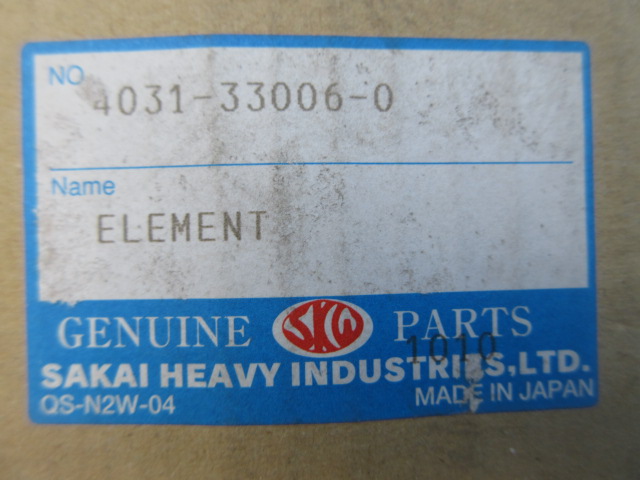 NO 4031-33006-0
Name
ELEMENT
GENUINE SKW PARTS
1010
SAKAI HEAVY INDUSTRIES,LTD.
QS-N2W-04 MADE IN JAPAN